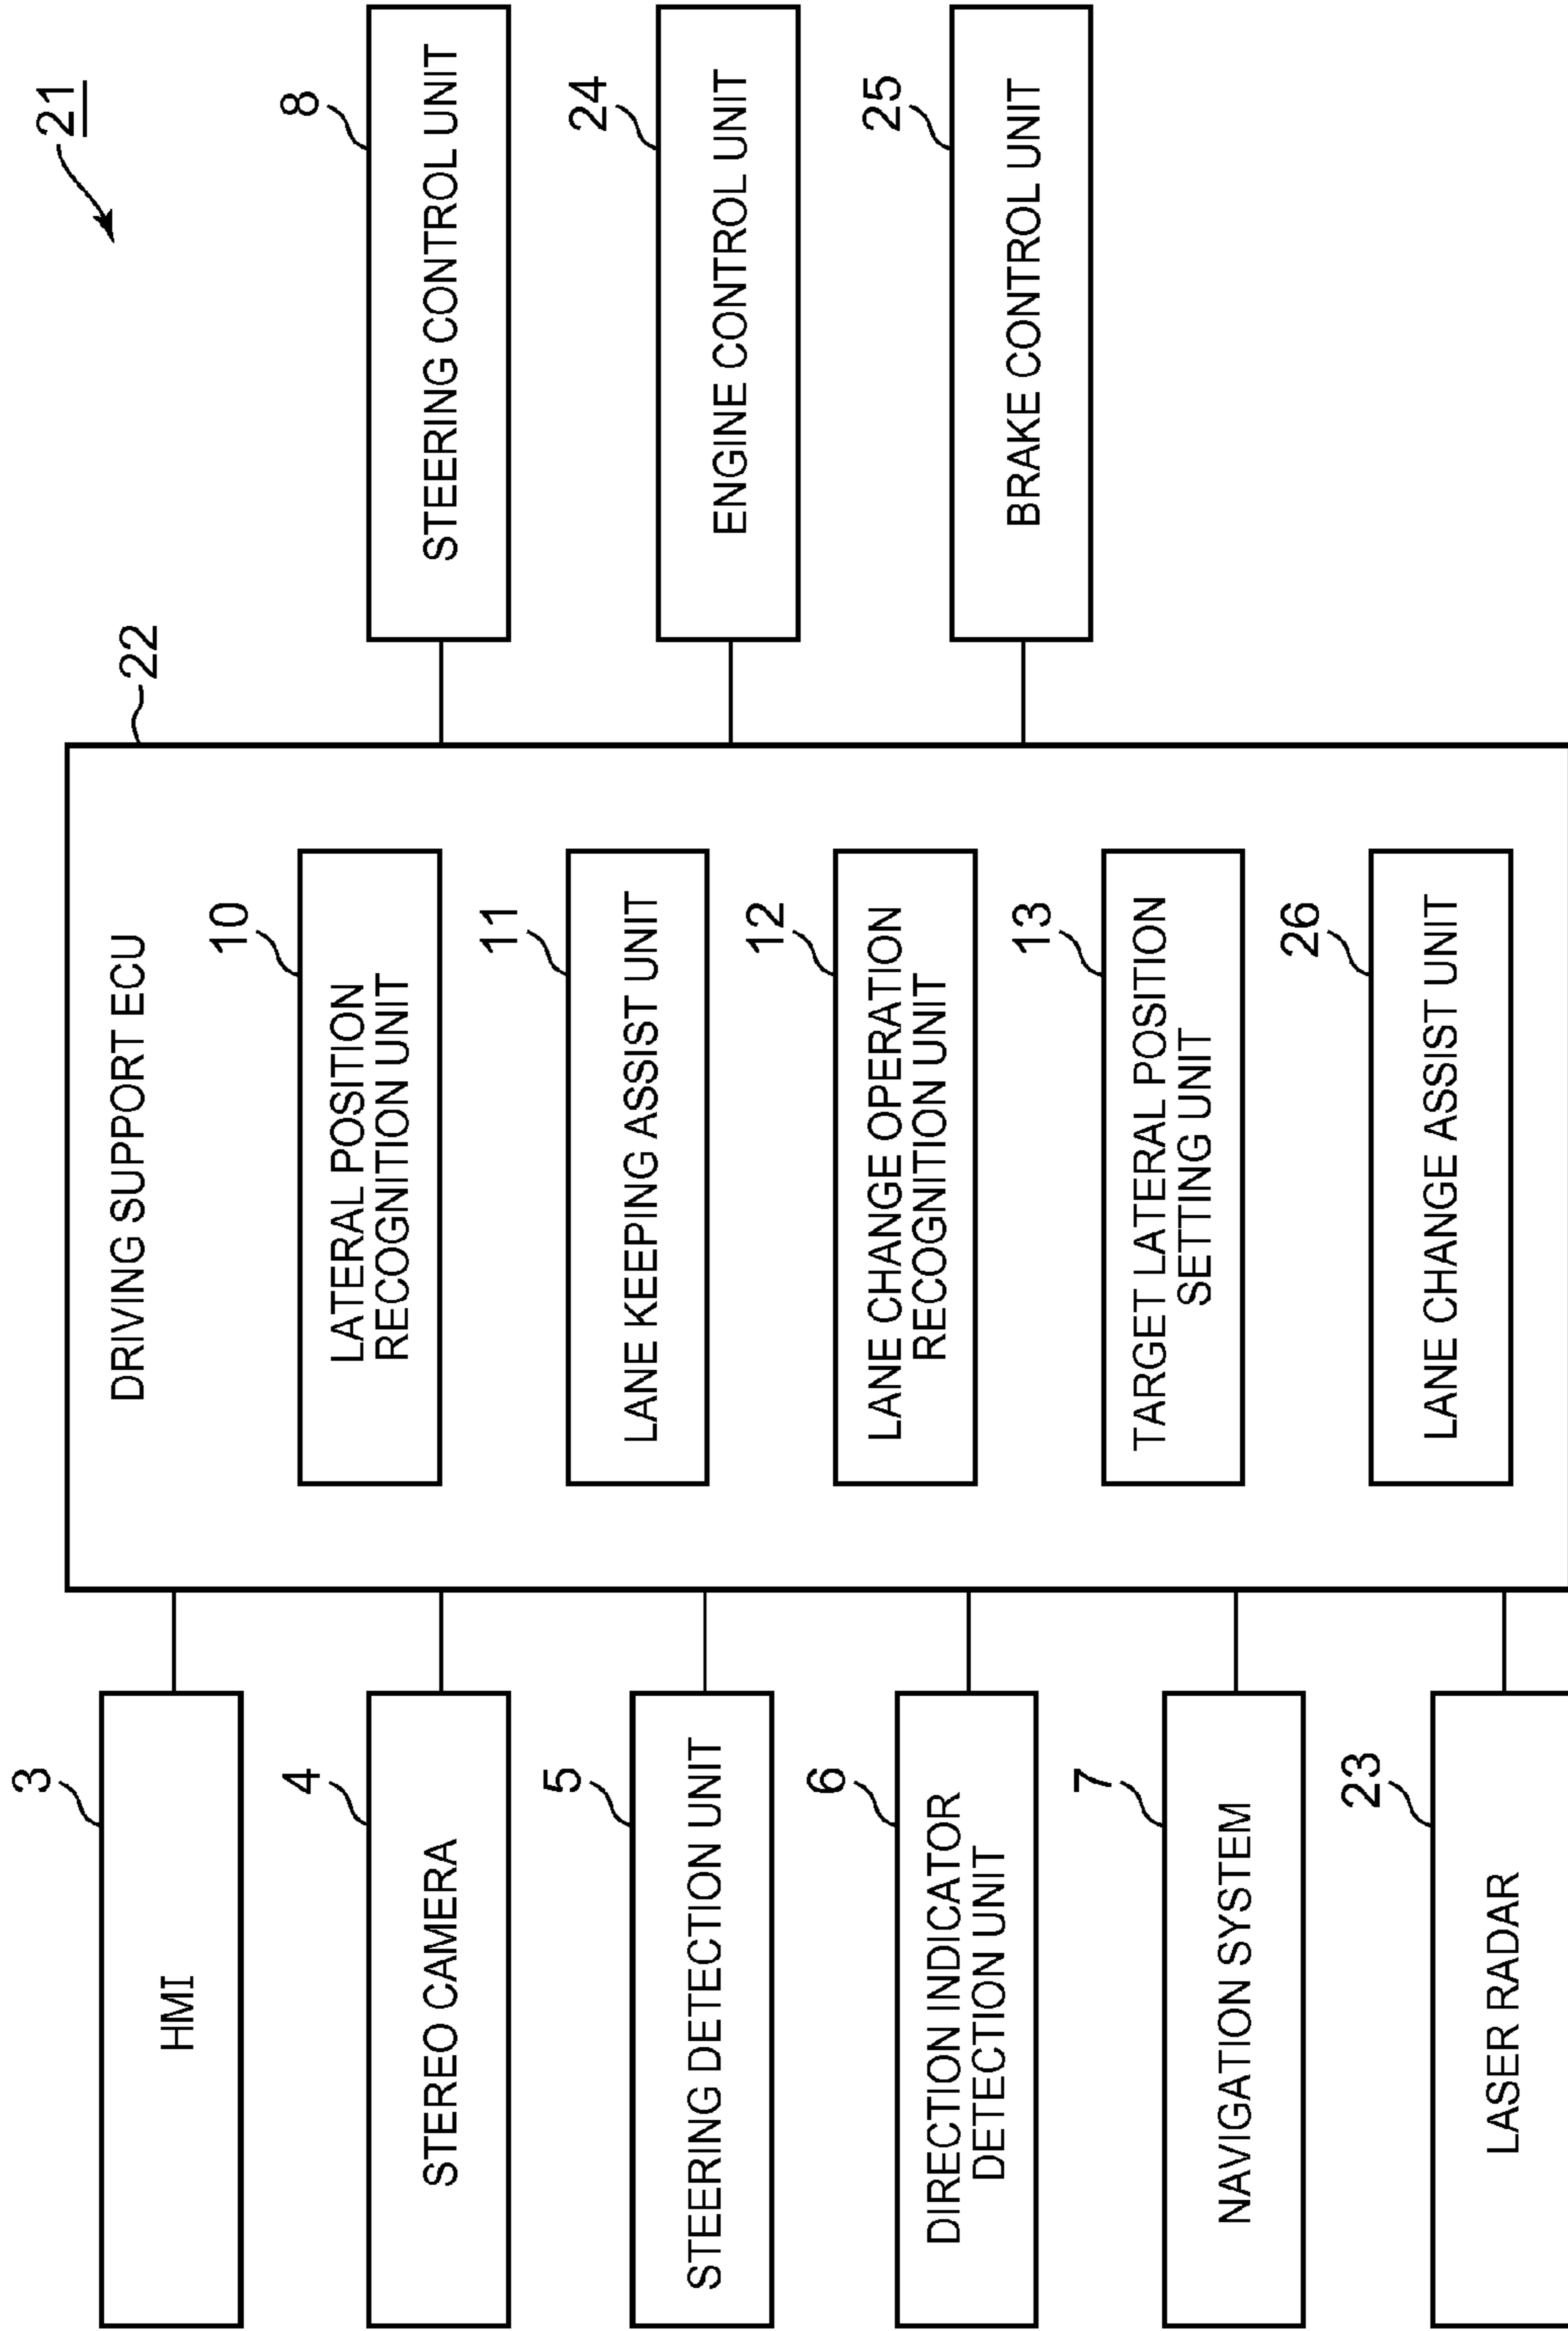 21
3
HMI
4
STEREO CAMERA
5
STEERING DETECTION UNIT
6
DIRECTION INDICATOR
DETECTION UNIT
7
NAVIGATION SYSTEM
23
LASER RADAR
22
DRIVING SUPPORT ECU
10
LATERAL POSITION
RECOGNITION UNIT
11
LANE KEEPING ASSIST UNIT
12
LANE CHANGE OPERATION
RECOGNITION UNIT
13
TARGET LATERAL POSITION
SETTING UNIT
26
LANE CHANGE ASSIST UNIT
8
STEERING CONTROL UNIT
24
ENGINE CONTROL UNIT
25
BRAKE CONTROL UNIT